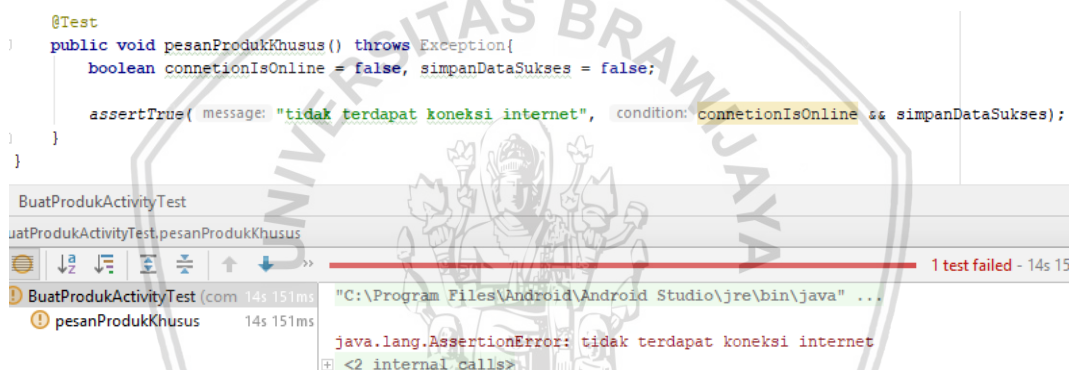 @Test
public void pesanProdukKhusus() throws Exception{
boolean connetionIsOnline = false, simpanDataSukses = false;
assertTrue( message: "tidak terdapat koneksi internet", condition: connetionIsOnline && simpanDataSukses);
}
}
UNIVERSITAS BRAWIJAYA
BuatProdukActivityTest
uatProdukActivityTest.pesanProdukKhusus
1 test failed - 14s 15
BuatProdukActivityTest (com 14s 151ms
"C:\Program Files\Android\Android Studio\jre\bin\java" ...
pesanProdukKhusus 14s 151ms
java.lang.AssertionError: tidak terdapat koneksi internet
<2 internal calls>